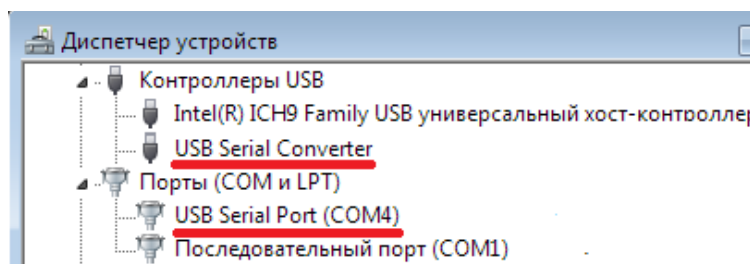 Диспетчер устройств
Контроллеры USB
Intel(R) ICH9 Family USB универсальный хост-контроллер
USB Serial Converter
Порты (COM и LPT)
USB Serial Port (COM4)
Последовательный порт (COM1)